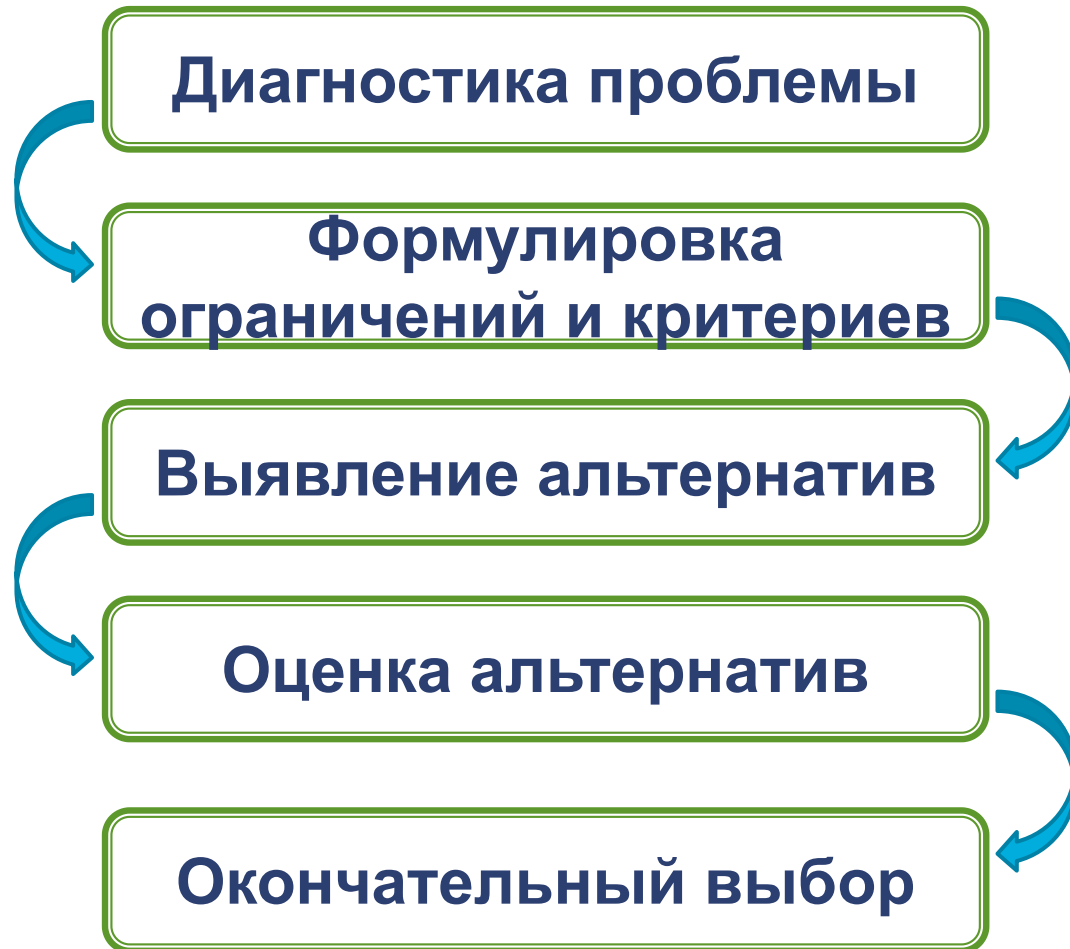 Диагностика проблемы
Формулировка
ограничений и критериев
Выявление альтернатив
Оценка альтернатив
Окончательный выбор